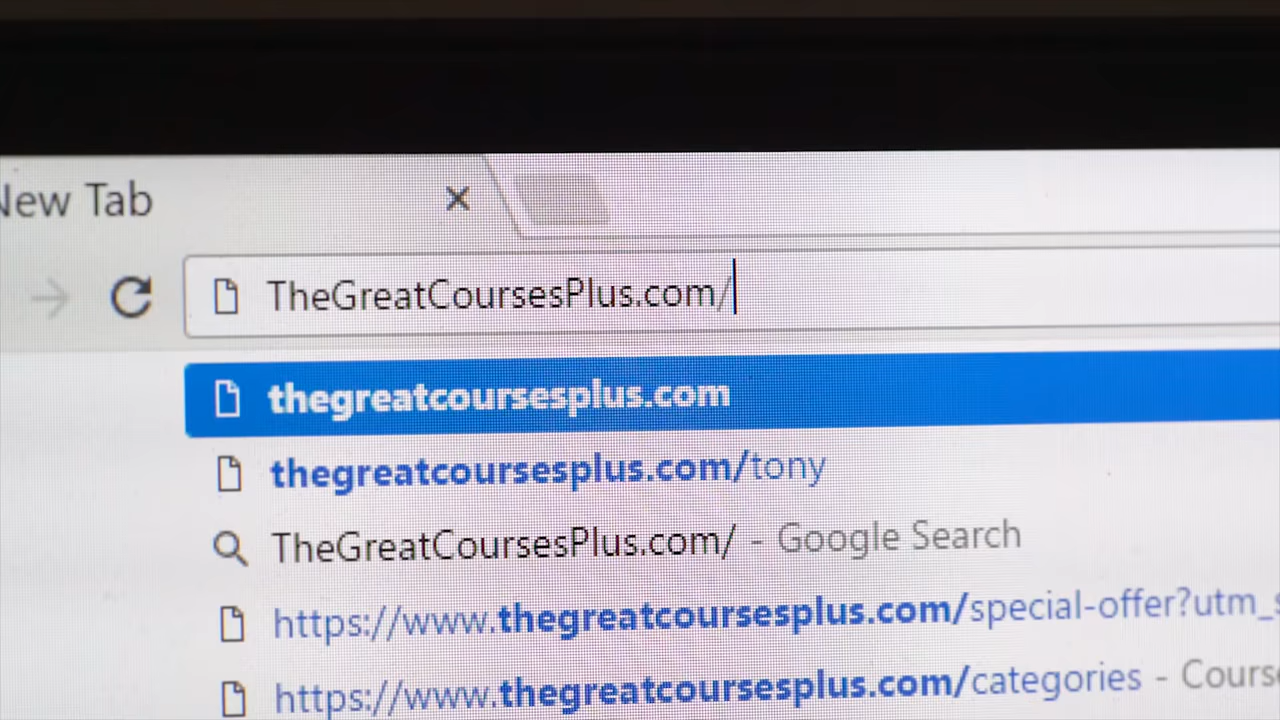 New Tab
TheGreatCoursesPlus.com/
thegreatcoursesplus.com
thegreatcoursesplus.com/tony
TheGreatCoursesPlus.com/ - Google Search
https://www.thegreatcoursesplus.com/special-offer?utm_
https://www.thegreatcoursesplus.com/categories - Cours